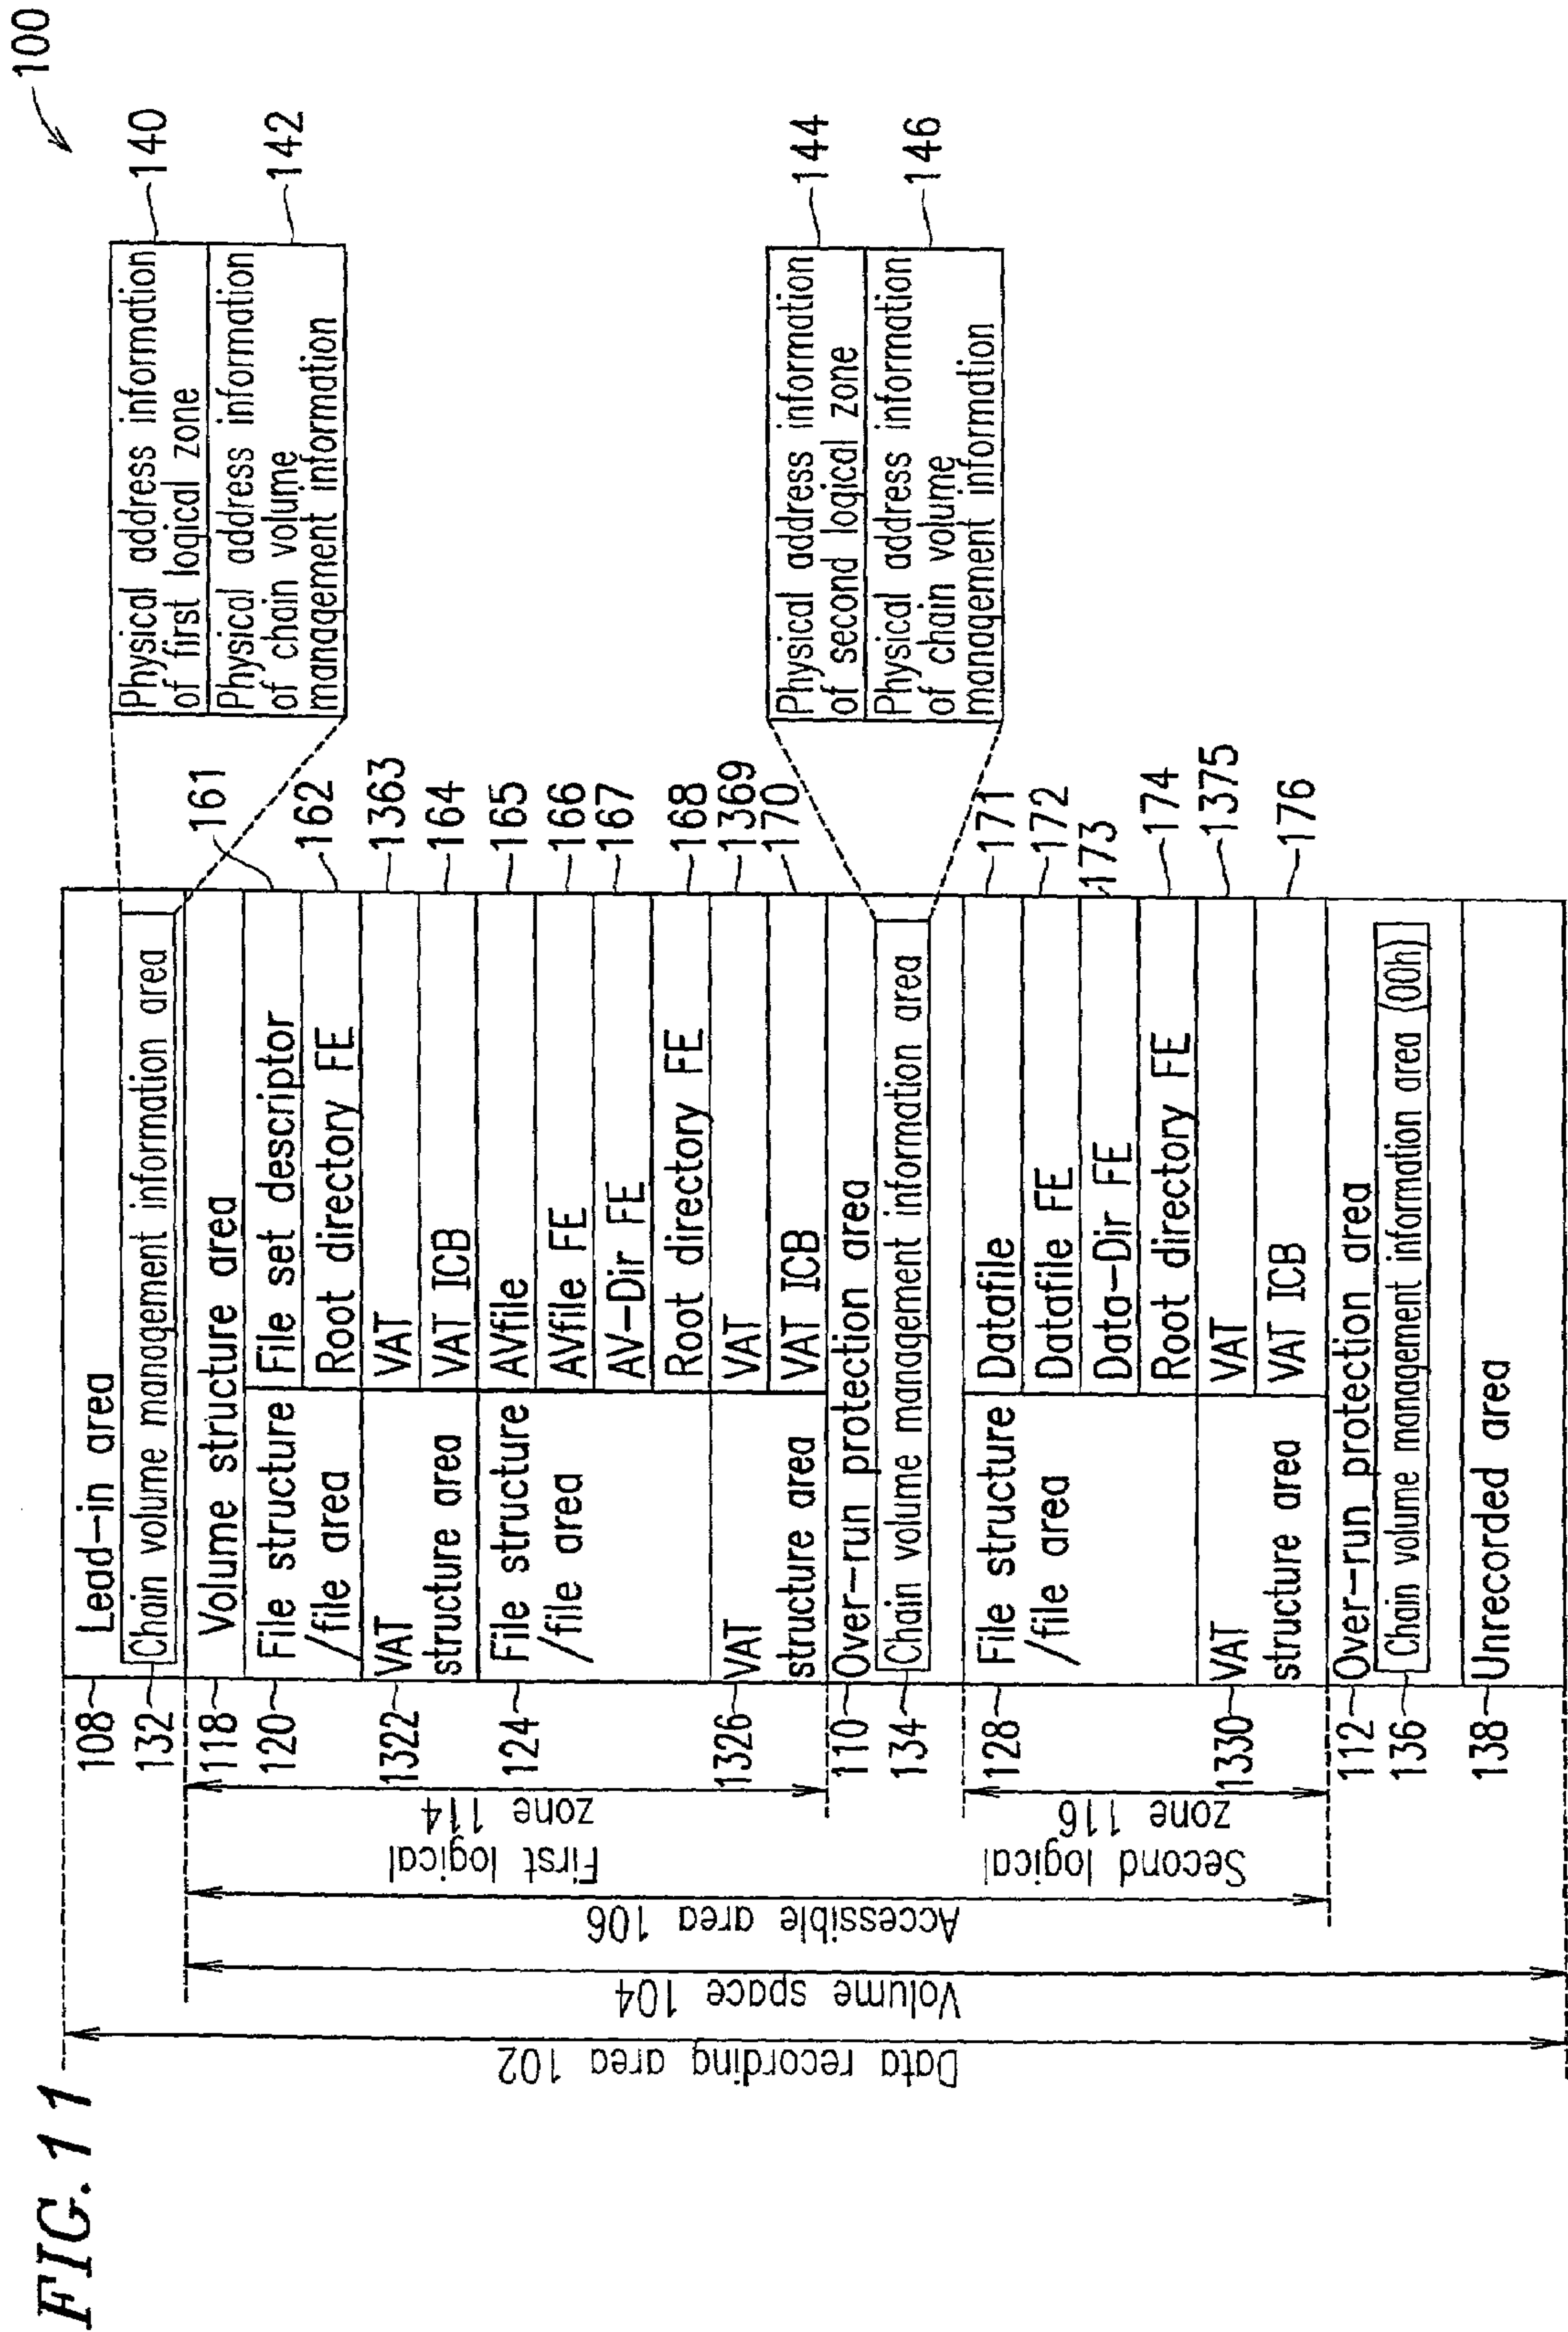 FIG. 11
100
Data recording area 102
Volume space 104
Accessible area 106
First logical
zone 114
Second logical
zone 116
108
Lead-in area
132
Chain volume management information area
140
Physical address information
of first logical zone
142
Physical address information
of chain volume
management information
118
Volume structure area
120
File structure
/file area
File set descriptor
161
Root directory FE
162
1322
VAT
structure area
VAT
1363
VAT ICB
164
124
File structure
/file area
AVfile
165
AVfile FE
166
AV-Dir FE
167
Root directory FE
168
1326
VAT
structure area
VAT
1369
VAT ICB
170
110
Over-run protection area
134
Chain volume management information area
144
Physical address information
of second logical zone
146
Physical address information
of chain volume
management information
128
File structure
/file area
Datafile
171
Datafile FE
172
Data-Dir FE
173
Root directory FE
174
1330
VAT
structure area
VAT
1375
VAT ICB
176
112
Over-run protection area
136
Chain volume management information area (00h)
138
Unrecorded area